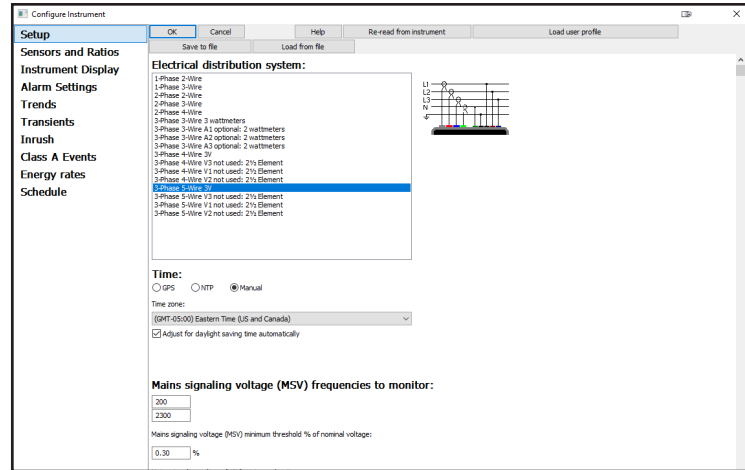 Configure Instrument
Setup
Sensors and Ratios
Instrument Display
Alarm Settings
Trends
Transients
Inrush
Class A Events
Energy rates
Schedule
OK Cancel Help Re-read from instrument Load user profile
Save to file Load from file
Electrical distribution system:
1-Phase 2-Wire
1-Phase 3-Wire
2-Phase 2-Wire
2-Phase 3-Wire
2-Phase 4-Wire
3-Phase 3-Wire 3 wattmeters
3-Phase 3-Wire A1 optional: 2 wattmeters
3-Phase 3-Wire A2 optional: 2 wattmeters
3-Phase 3-Wire A3 optional: 2 wattmeters
3-Phase 4-Wire 3V
3-Phase 4-Wire V3 not used: 2½ Element
3-Phase 4-Wire V1 not used: 2½ Element
3-Phase 4-Wire V2 not used: 2½ Element
3-Phase 5-Wire 3V
3-Phase 5-Wire V3 not used: 2½ Element
3-Phase 5-Wire V1 not used: 2½ Element
3-Phase 5-Wire V2 not used: 2½ Element
L1
L2
L3
N
Time:
GPS NTP Manual
Time zone:
(GMT-05:00) Eastern Time (US and Canada)
Adjust for daylight saving time automatically
Mains signaling voltage (MSV) frequencies to monitor:
200
2300
Mains signaling voltage (MSV) minimum threshold % of nominal voltage:
0.30 %